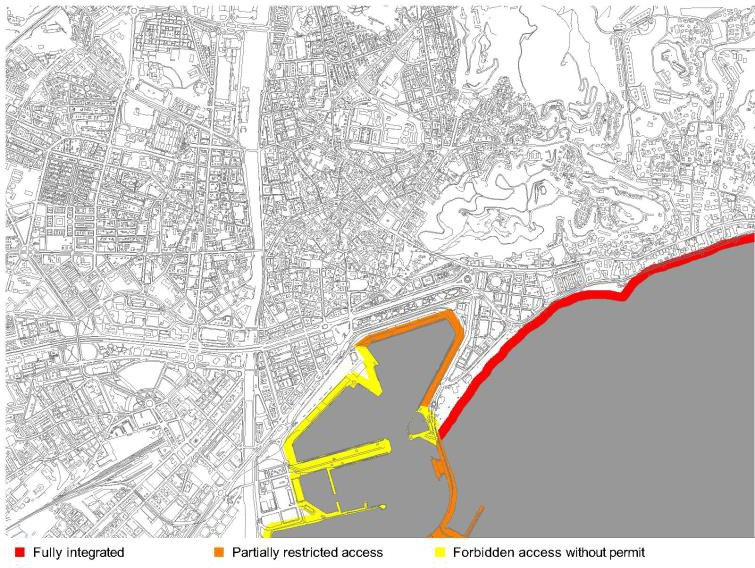 Fully integrated
Partially restricted access
Forbidden access without permit